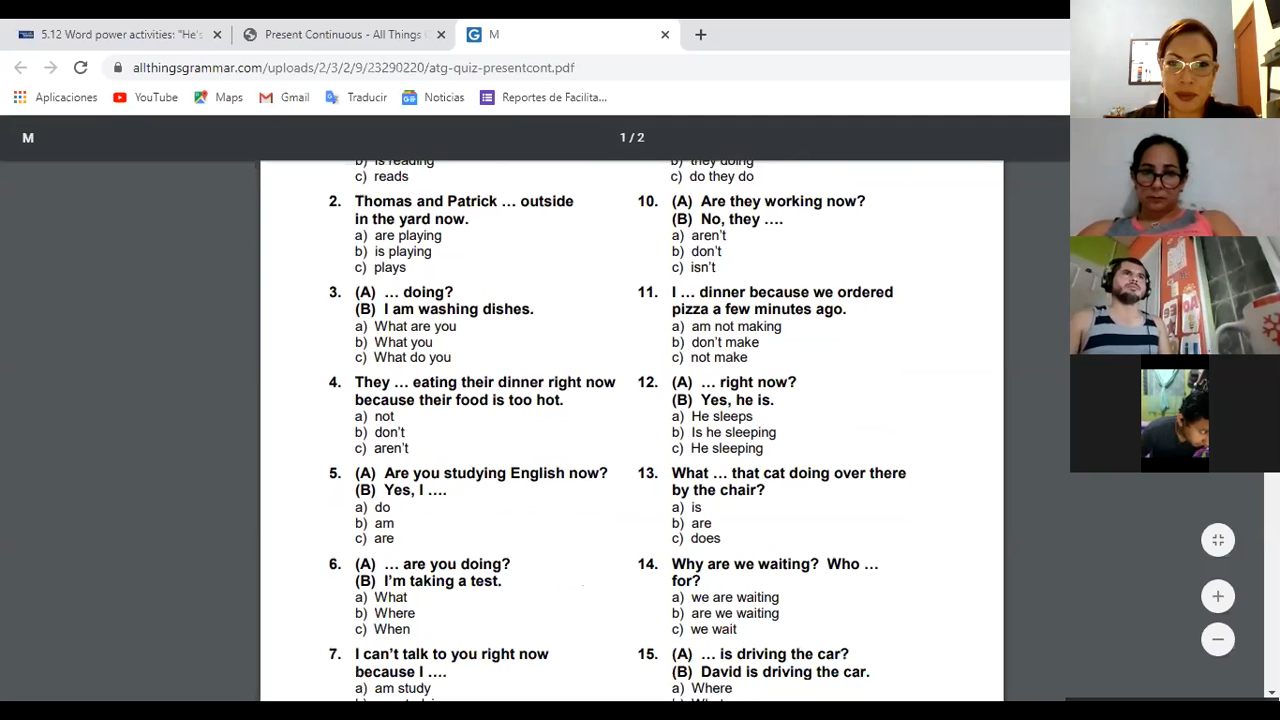 5.12 Word power activities: "He's
Present Continuous - All Things
M
allthingsgrammar.com/uploads/2/3/2/9/23290220/atg-quiz-presentcont.pdf
Aplicaciones
YouTube
Maps
Gmail
Traducir
Noticias
Reportes de Facilita...
M
1 / 2
b) is reading
c) reads
2. Thomas and Patrick … outside
in the yard now.
a) are playing
b) is playing
c) plays
3. (A) … doing?
(B) I am washing dishes.
a) What are you
b) What you
c) What do you
4. They … eating their dinner right now
because their food is too hot.
a) not
b) don't
c) aren't
5. (A) Are you studying English now?
(B) Yes, I ….
a) do
b) am
c) are
6. (A) … are you doing?
(B) I'm taking a test.
a) What
b) Where
c) When
7. I can't talk to you right now
because I ….
a) am study
b) they doing
c) do they do
10. (A) Are they working now?
(B) No, they ….
a) aren't
b) don't
c) isn't
11. I … dinner because we ordered
pizza a few minutes ago.
a) am not making
b) don't make
c) not make
12. (A) … right now?
(B) Yes, he is.
a) He sleeps
b) Is he sleeping
c) He sleeping
13. What … that cat doing over there
by the chair?
a) is
b) are
c) does
14. Why are we waiting? Who …
for?
a) we are waiting
b) are we waiting
c) we wait
15. (A) … is driving the car?
(B) David is driving the car.
a) Where